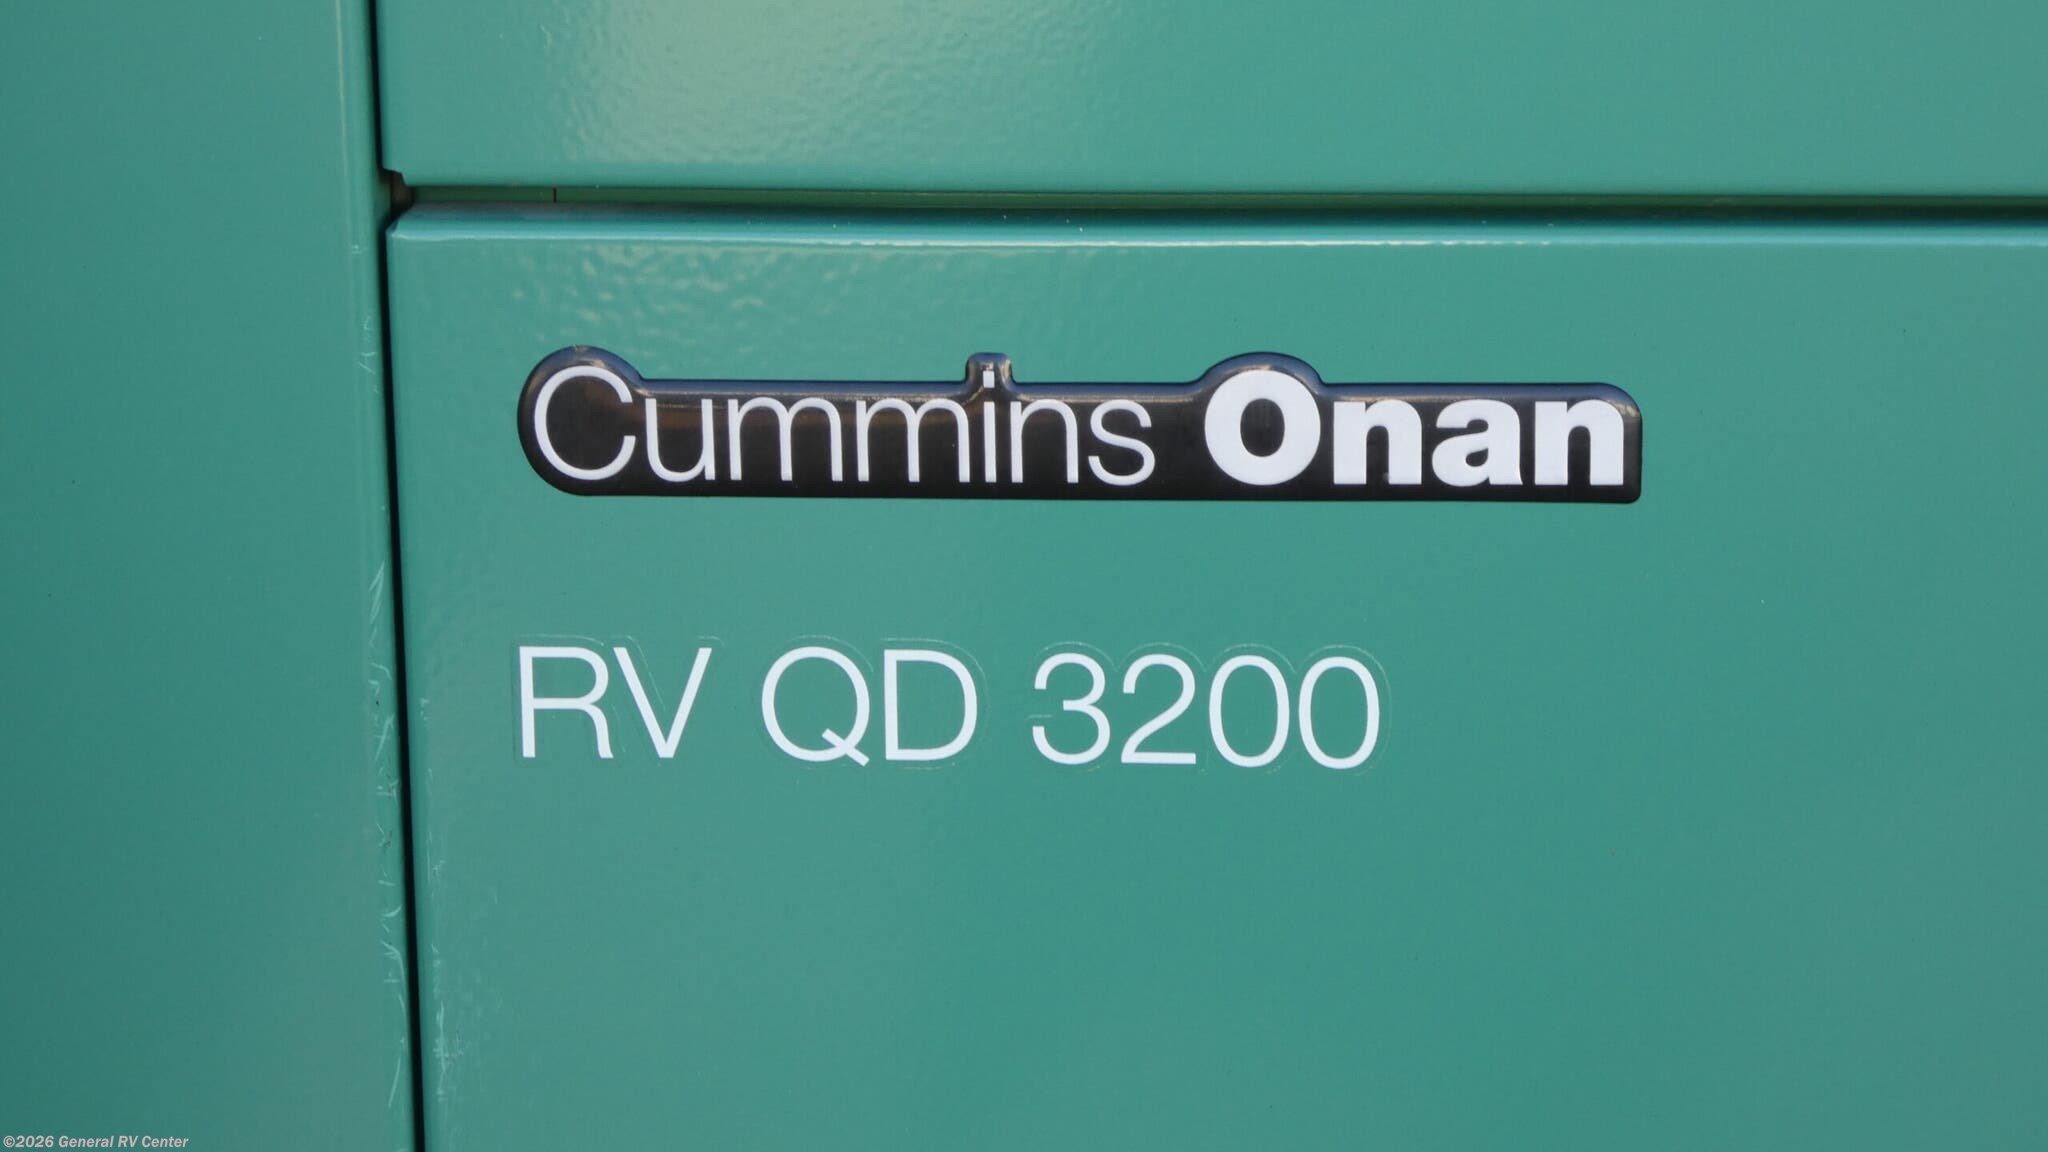 Cummins Onan
RV QD 3200
©2026 General RV Center